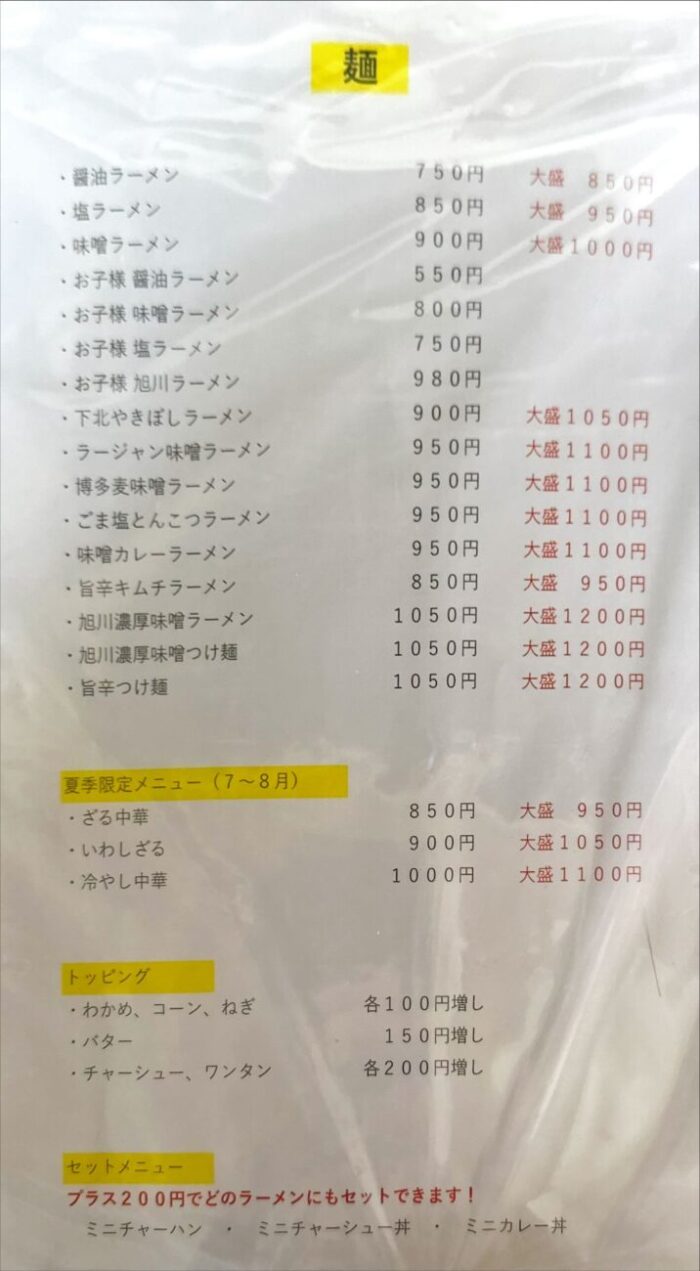 麺
・醤油ラーメン 750円 大盛 850円
・塩ラーメン 850円 大盛 950円
・味噌ラーメン 900円 大盛1000円
・お子様 醤油ラーメン 550円
・お子様 味噌ラーメン 800円
・お子様 塩ラーメン 750円
・お子様 旭川ラーメン 980円
・下北やきぼしラーメン 900円 大盛1050円
・ラージャン味噌ラーメン 950円 大盛1100円
・博多麦味噌ラーメン 950円 大盛1100円
・ごま塩とんこつラーメン 950円 大盛1100円
・味噌カレーラーメン 950円 大盛1100円
・旨辛キムチラーメン 850円 大盛 950円
・旭川濃厚味噌ラーメン 1050円 大盛1200円
・旭川濃厚味噌つけ麺 1050円 大盛1200円
・旨辛つけ麺 1050円 大盛1200円
夏季限定メニュー（7～8月）
・ざる中華 850円 大盛 950円
・いわしざる 900円 大盛1050円
・冷やし中華 1000円 大盛1100円
トッピング
・わかめ、コーン、ねぎ 各100円増し
・バター 150円増し
・チャーシュー、ワンタン 各200円増し
セットメニュー
プラス200円でどのラーメンにもセットできます！
ミニチャーハン ・ ミニチャーシュー丼 ・ ミニカレー丼